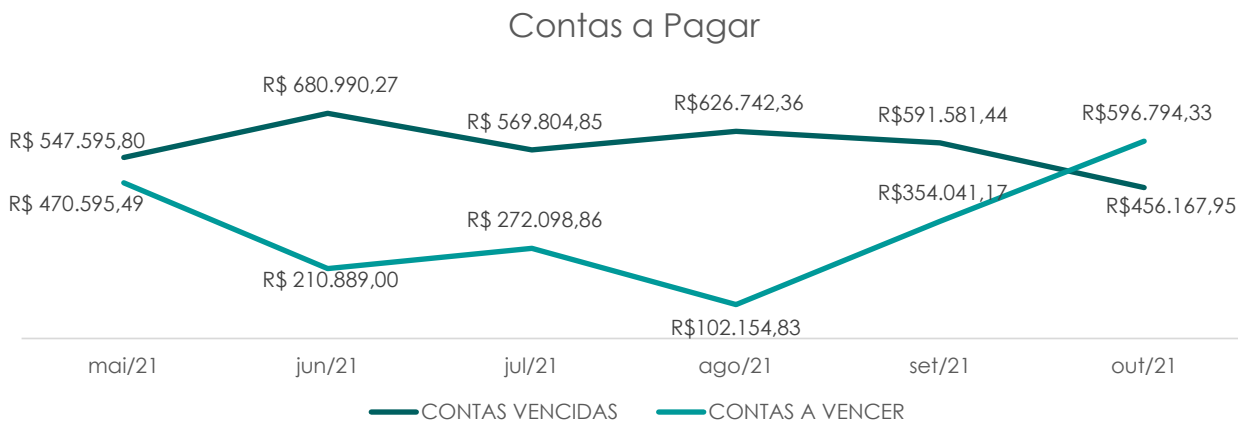 Contas a Pagar
R$ 547.595,80
R$ 680.990,27
R$ 569.804,85
R$626.742,36
R$591.581,44
R$596.794,33
R$ 470.595,49
R$ 210.889,00
R$ 272.098,86
R$102.154,83
R$354.041,17
R$456.167,95
mai/21 jun/21 jul/21 ago/21 set/21 out/21
CONTAS VENCIDAS CONTAS A VENCER